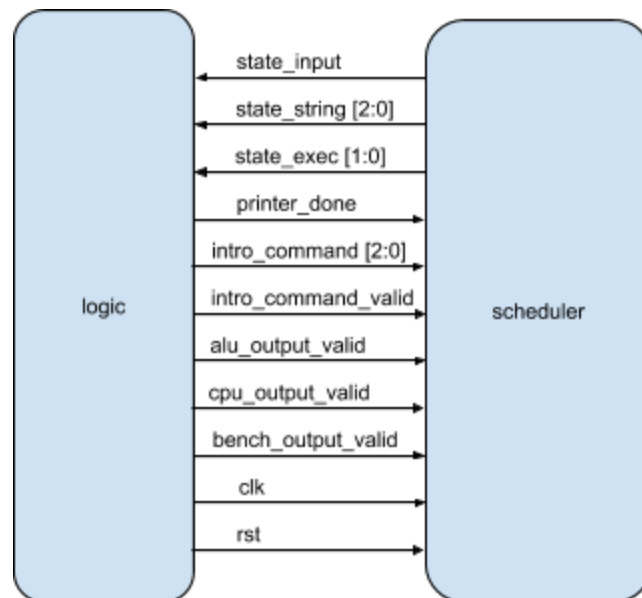 state_input
state_string [2:0]
state_exec [1:0]
printer_done
intro_command [2:0]
logic
intro_command_valid
scheduler
alu_output_valid
cpu_output_valid
bench_output_valid
clk
rst